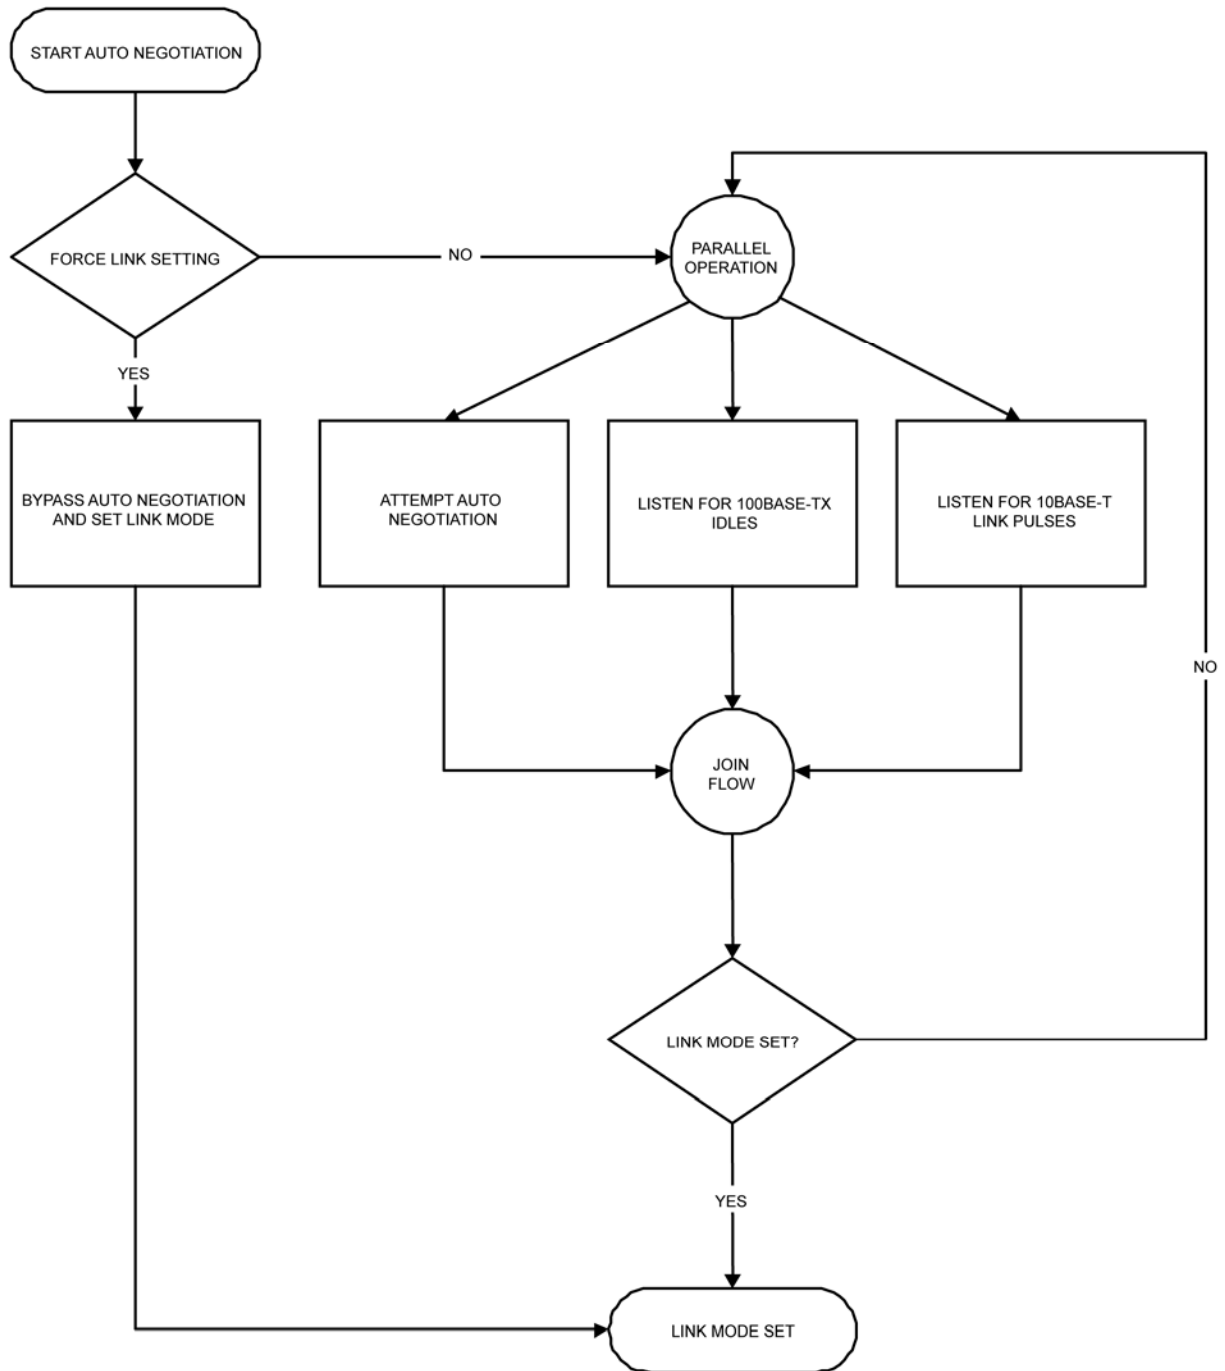 START AUTO NEGOTIATION
FORCE LINK SETTING
NO
PARALLEL
OPERATION
YES
BYPASS AUTO NEGOTIATION
AND SET LINK MODE
ATTEMPT AUTO
NEGOTIATION
LISTEN FOR 100BASE-TX
IDLES
LISTEN FOR 10BASE-T
LINK PULSES
NO
JOIN
FLOW
LINK MODE SET?
YES
LINK MODE SET